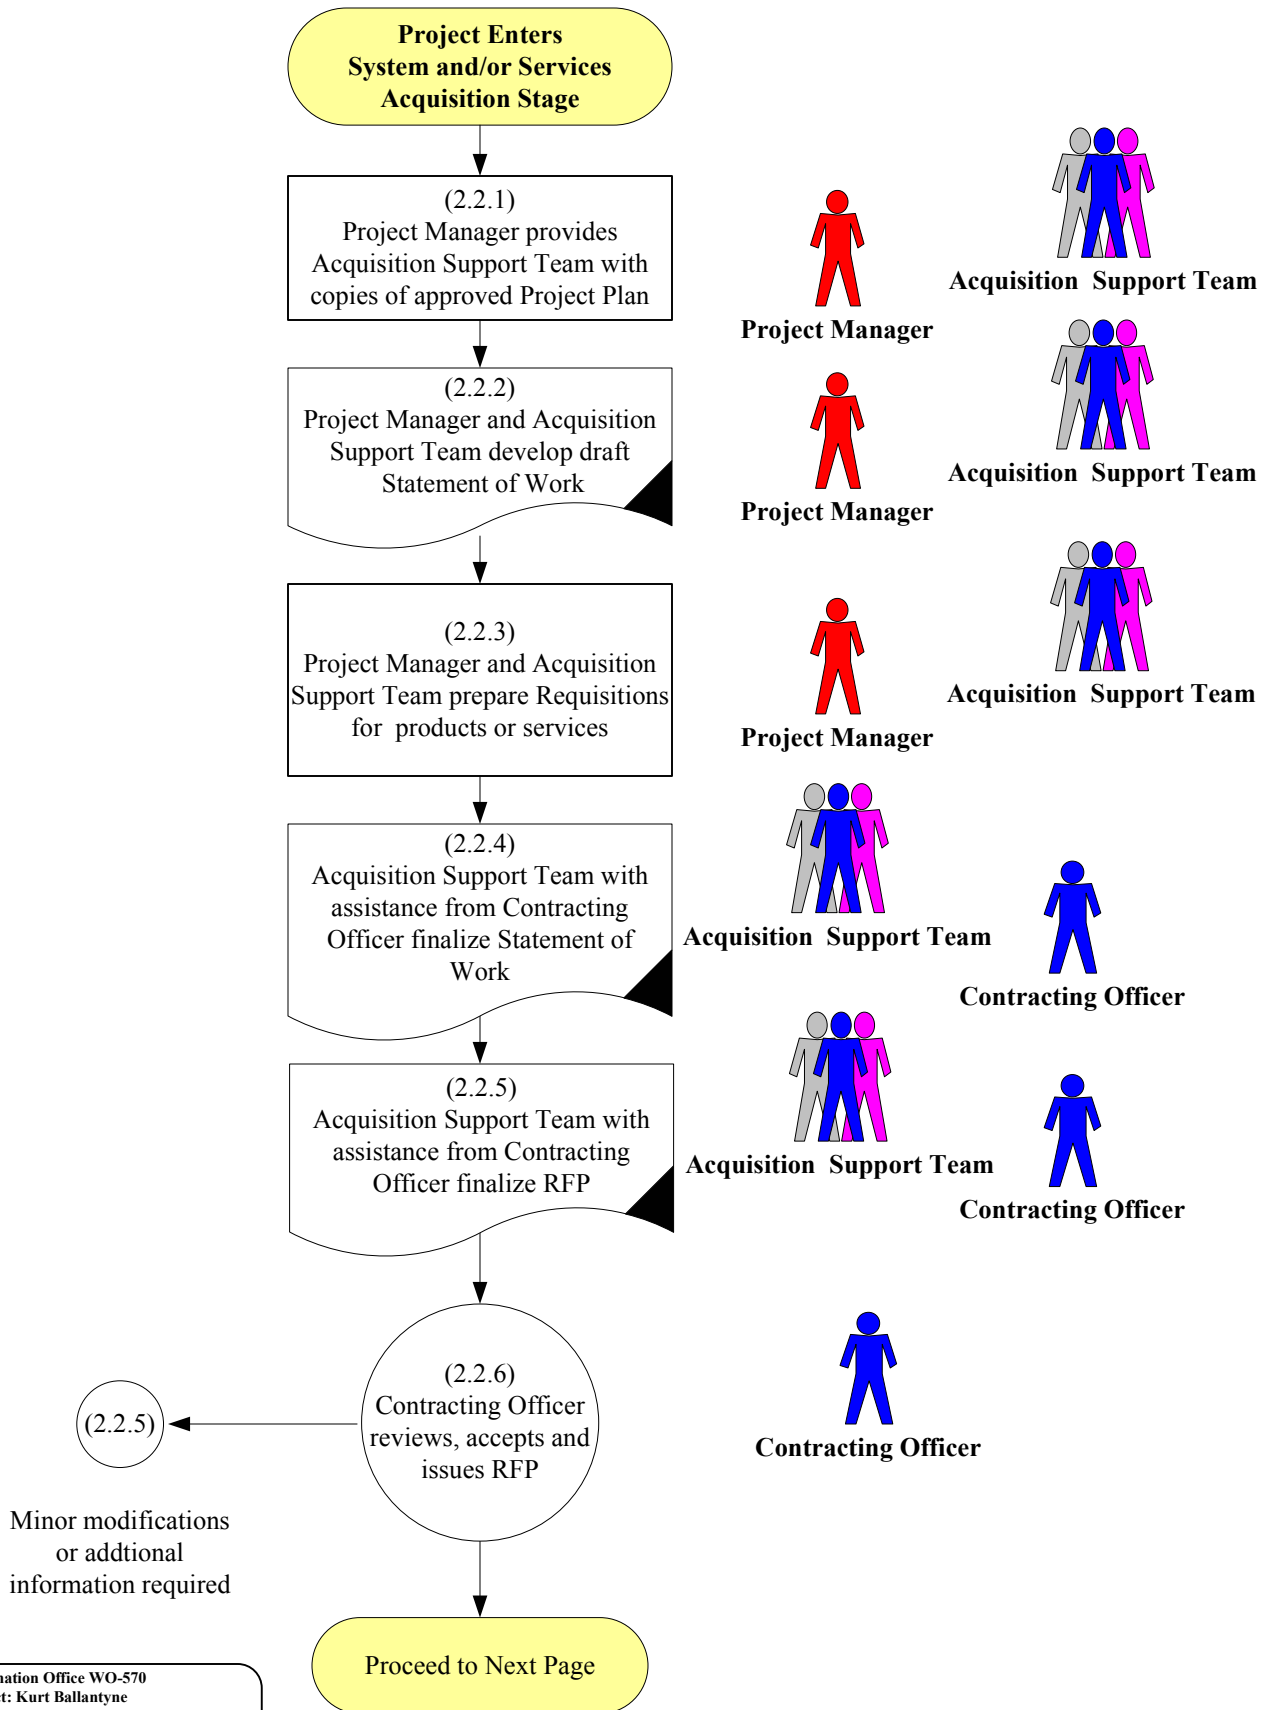 Project Enters
System and/or Services
Acquisition Stage
(2.2.1)
Project Manager provides
Acquisition Support Team with
copies of approved Project Plan
Project Manager
Acquisition Support Team
(2.2.2)
Project Manager and Acquisition
Support Team develop draft
Statement of Work
Project Manager
Acquisition Support Team
(2.2.3)
Project Manager and Acquisition
Support Team prepare Requisitions
for products or services
Project Manager
Acquisition Support Team
(2.2.4)
Acquisition Support Team with
assistance from Contracting
Officer finalize Statement of
Work
Acquisition Support Team
Contracting Officer
(2.2.5)
Acquisition Support Team with
assistance from Contracting
Officer finalize RFP
Acquisition Support Team
Contracting Officer
(2.2.6)
Contracting Officer
reviews, accepts and
issues RFP
Contracting Officer
(2.2.5)
Minor modifications
or addtional
information required
Proceed to Next Page
Office WO-570
Kurt Ballantyne